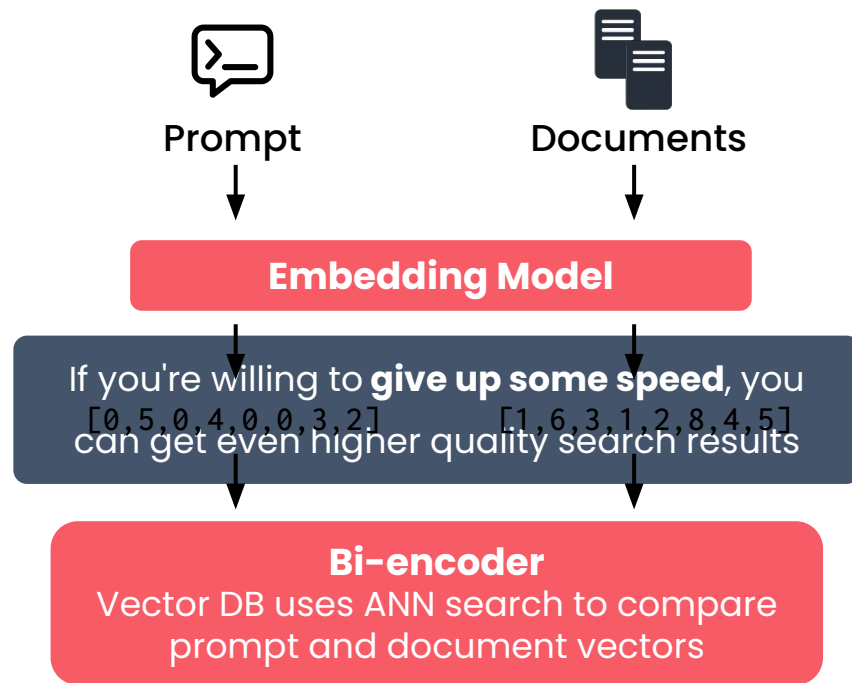 Prompt
Documents
Embedding Model
If you're willing to give up some speed, you
[0,5,0,4,0,0,3,2]
[1,6,3,1,2,8,4,5]
can get even higher quality search results
Bi-encoder
Vector DB uses ANN search to compare
prompt and document vectors